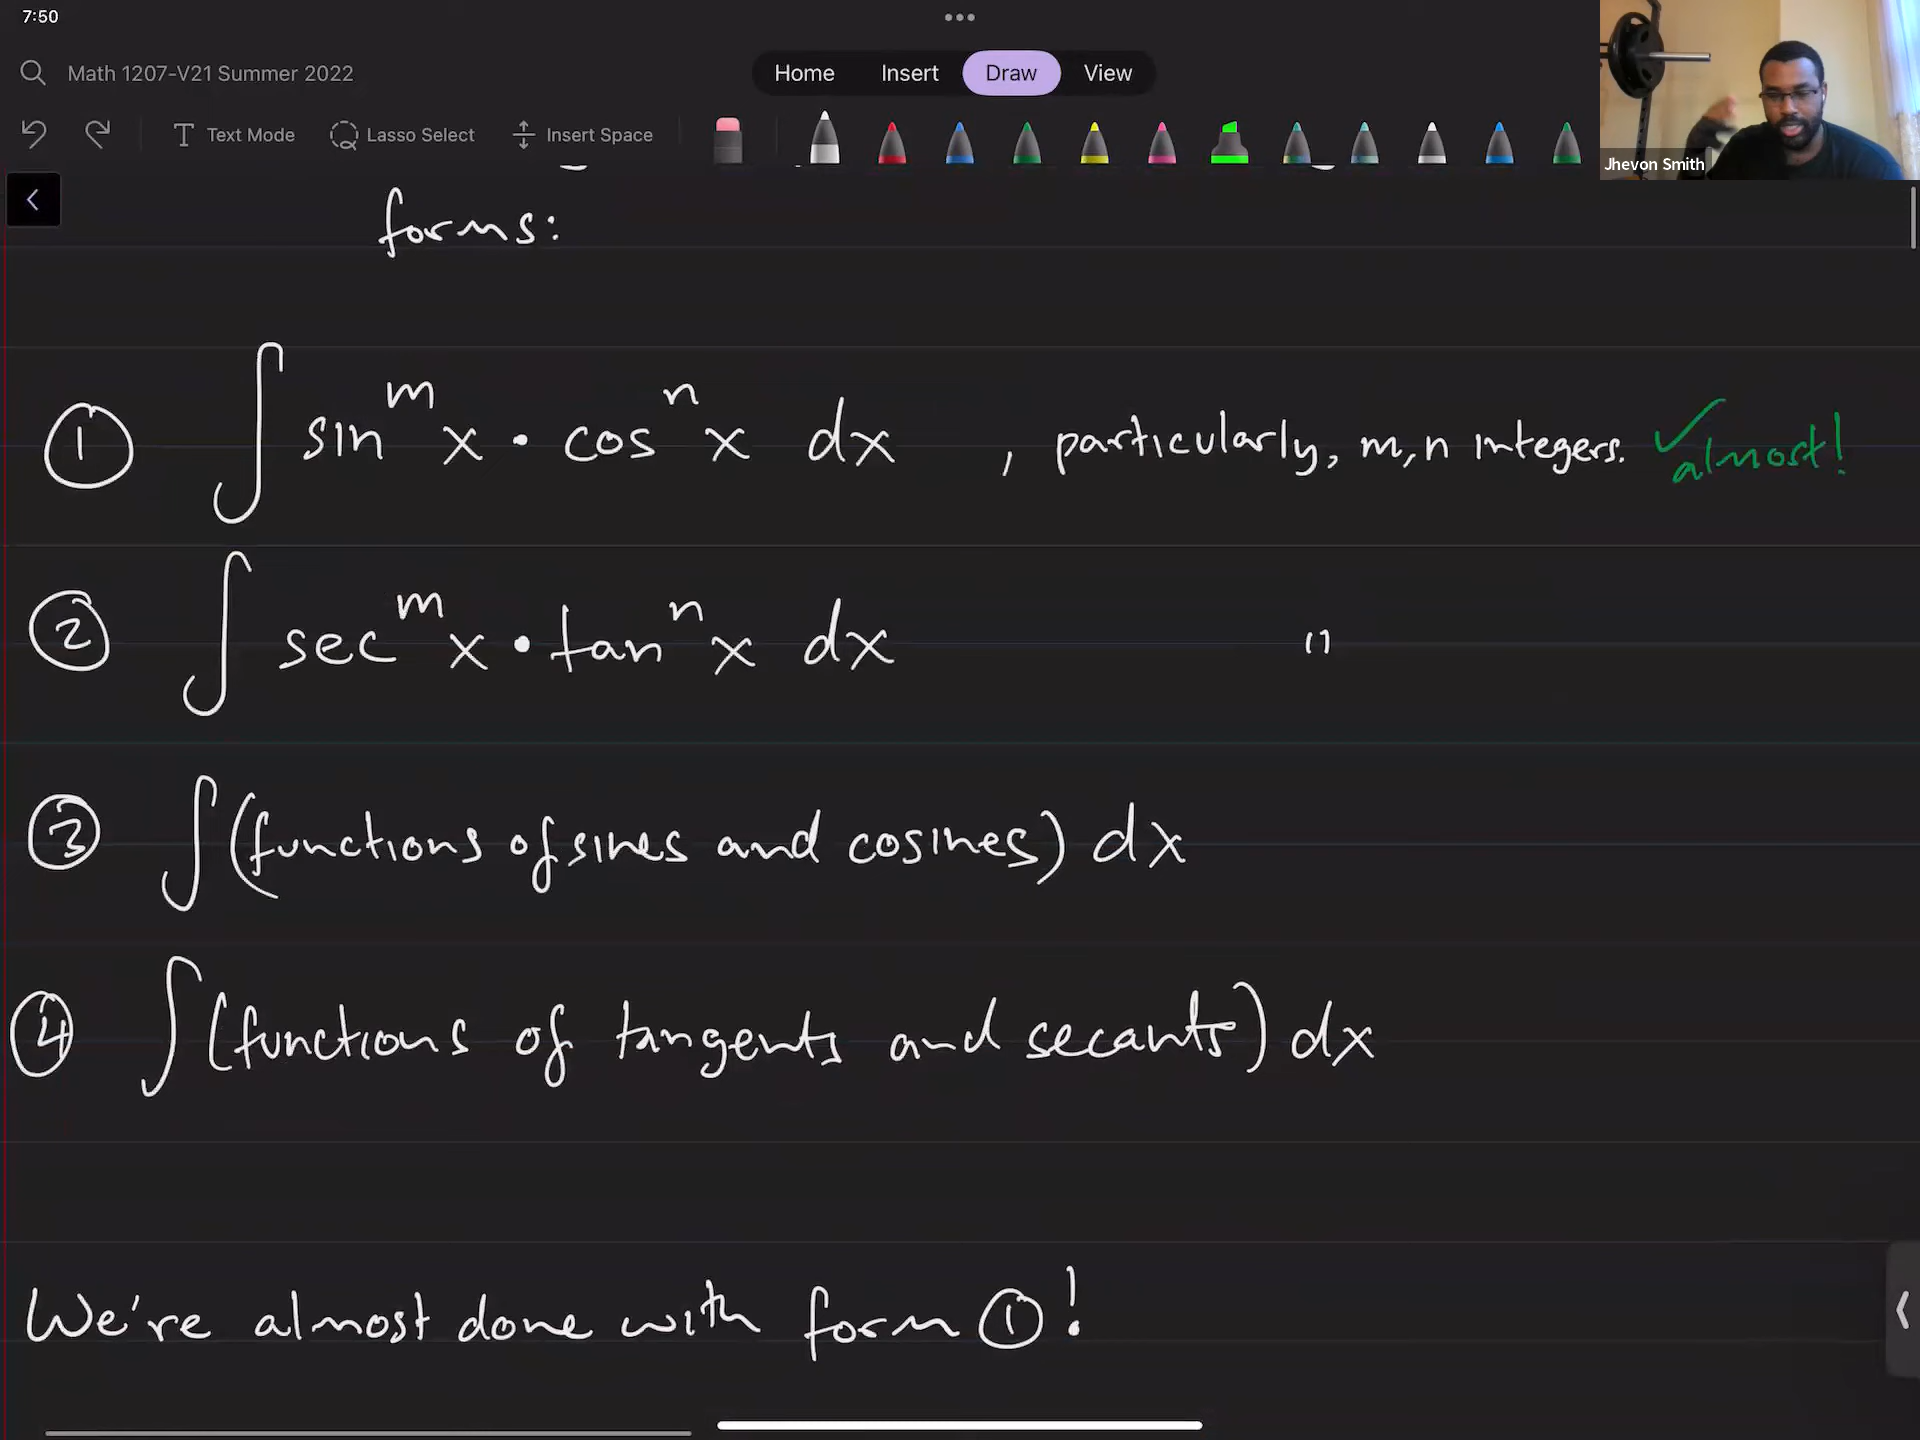 7:50
Math 1207-V21 Summer 2022
Home Insert Draw View
Text Mode Lasso Select Insert Space
Jhevon Smith
forms:
① ∫ sin^m x · cos^n x dx , particularly, m,n integers. ✓ almost!
② ∫ sec^m x · tan^n x dx "
③ ∫ (functions of sines and cosines) dx
④ ∫ (functions of tangents and secants) dx
We're almost done with form ①!